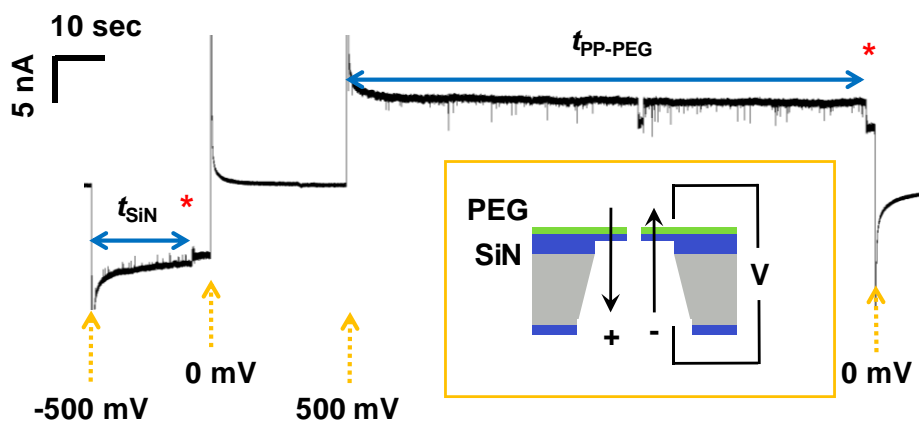 10 sec
5 nA
tPP-PEG
*
tSiN
*
PEG
SiN
V
+ -
0 mV
-500 mV
500 mV
0 mV